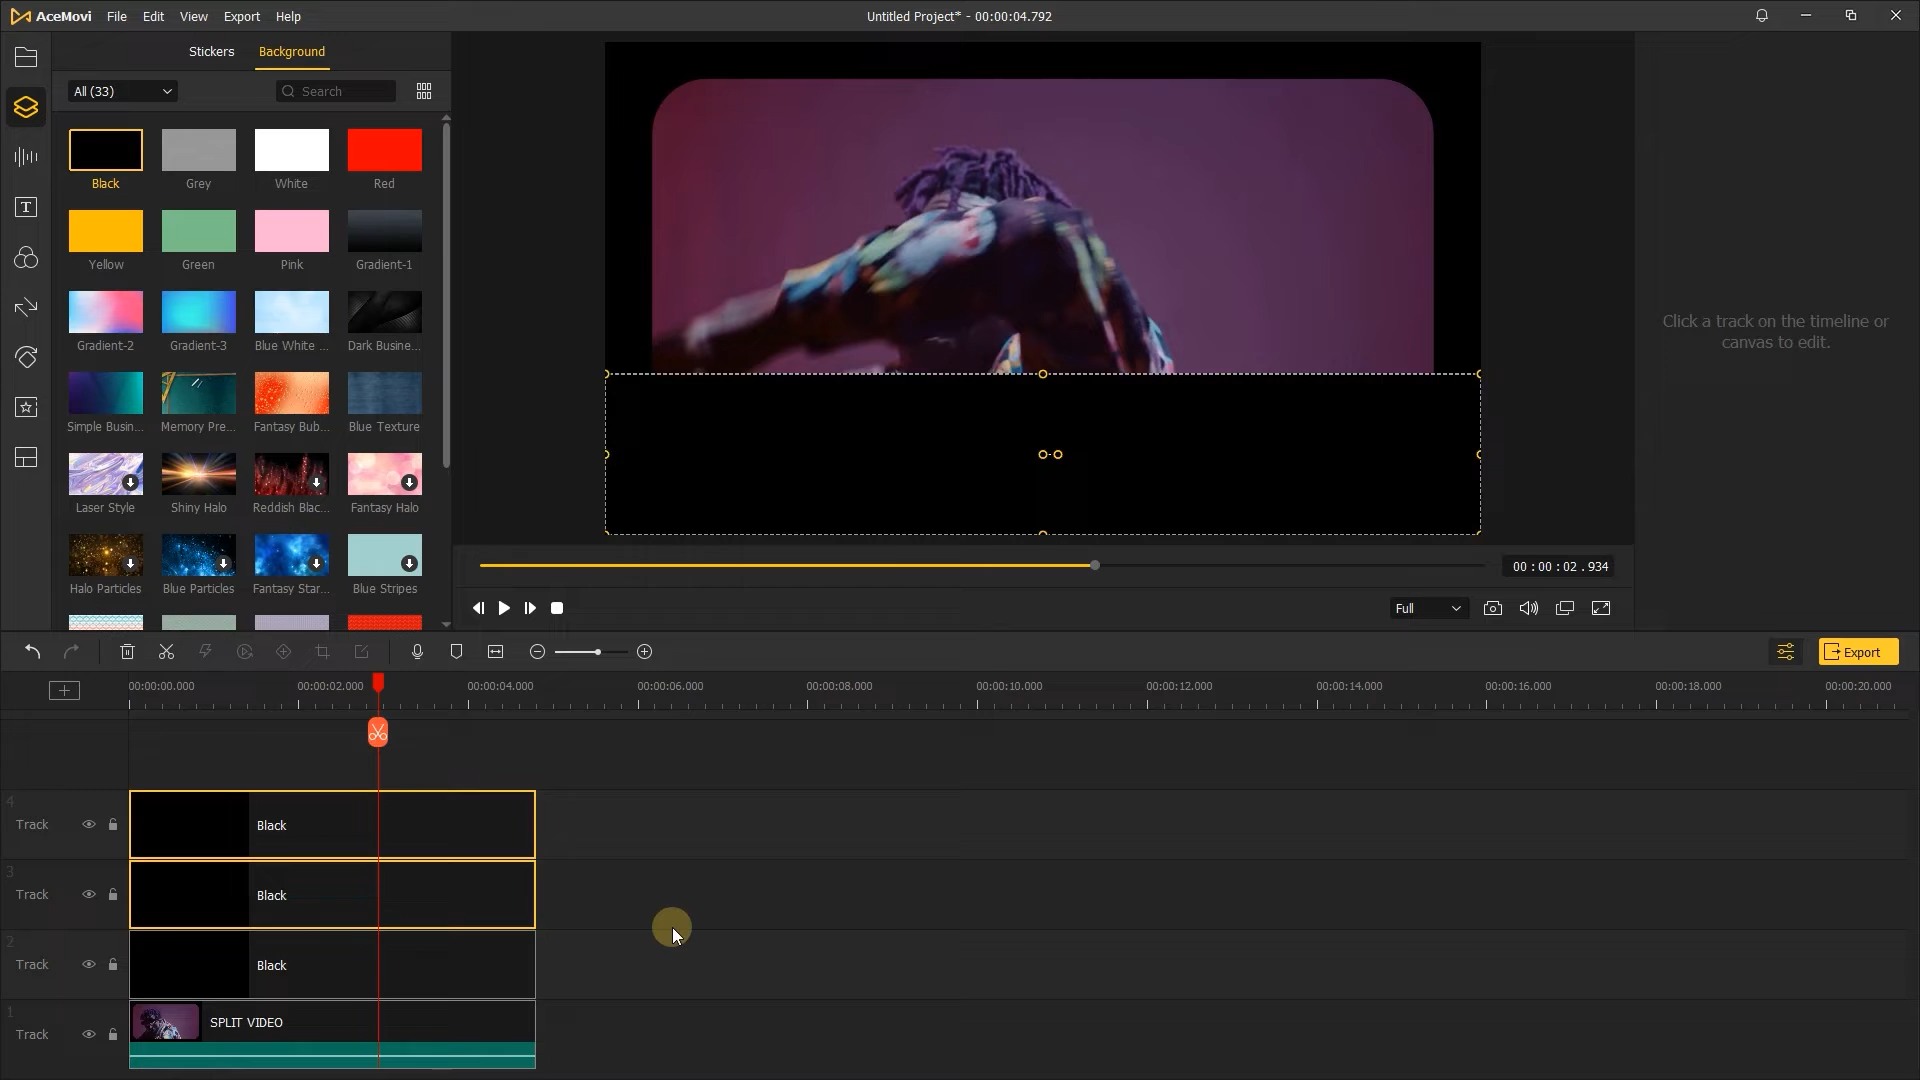 AceMovi File Edit View Export Help
Untitled Project* - 00:00:04.792
Stickers Background
All (33) Search
Black Grey White Red
Yellow Green Pink Gradient-1
Gradient-2 Gradient-3 Blue White ... Dark Busine...
Simple Busin... Memory Pre... Fantasy Bub... Blue Texture
Laser Style Shiny Halo Reddish Blac... Fantasy Halo
Halo Particles Blue Particles Fantasy Star... Blue Stripes
Click a track on the timeline or
canvas to edit.
00:00:02.934
Full
Export
00:00:00.000 00:00:02.000 00:00:04.000 00:00:06.000 00:00:08.000 00:00:10.000 00:00:12.000 00:00:14.000 00:00:16.000 00:00:18.000 00:00:20.000
4
Track Black
3
Track Black
2
Track Black
1
Track SPLIT VIDEO